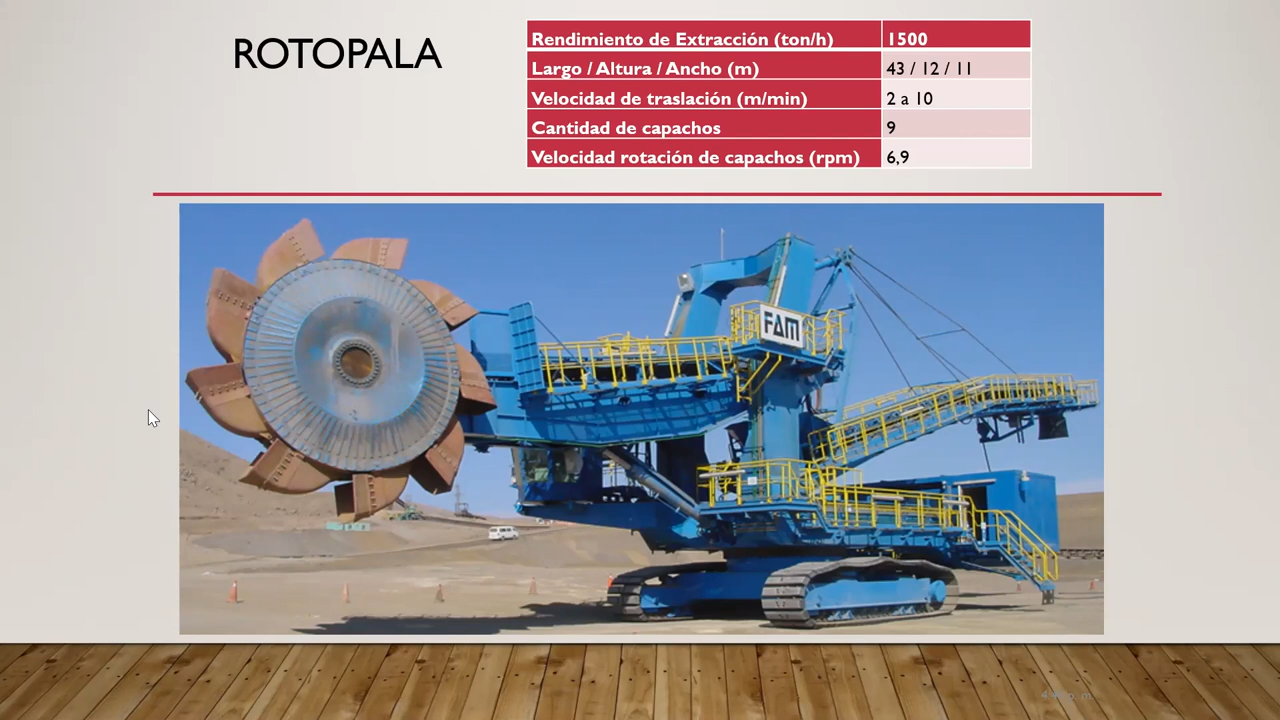 ROTOPALA
Rendimiento de Extracción (ton/h) 1500
Largo / Altura / Ancho (m) 43 / 12 / 11
Velocidad de traslación (m/min) 2 a 10
Cantidad de capachos 9
Velocidad rotación de capachos (rpm) 6,9
FAM